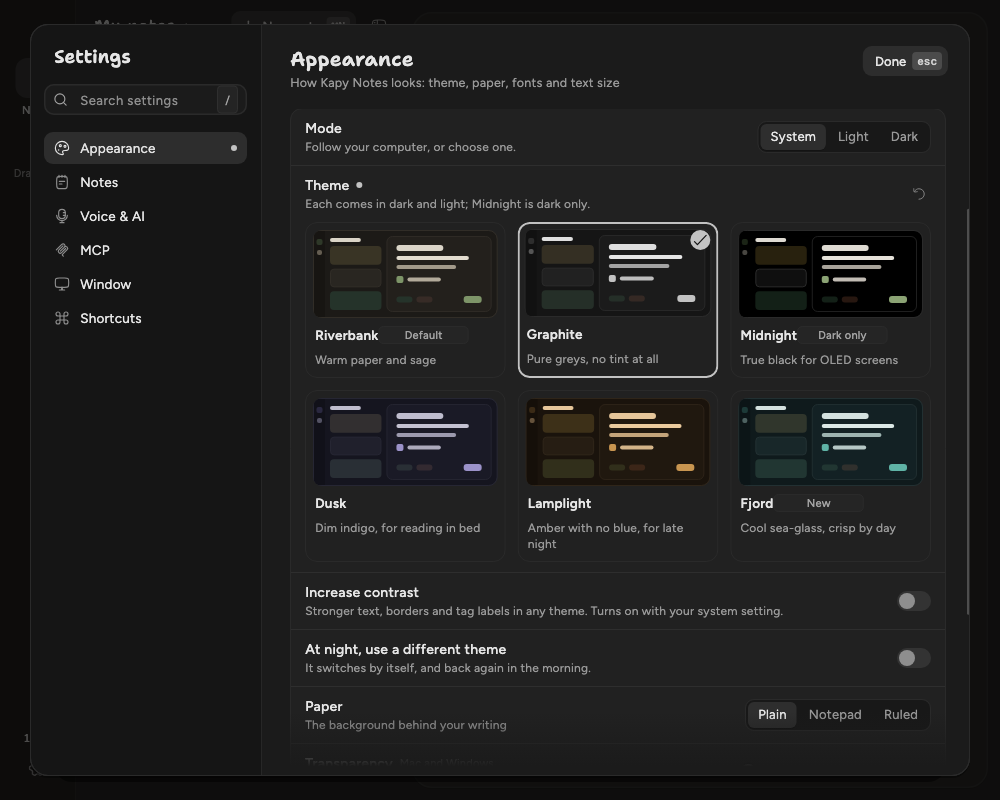 My notes
Settings
Search settings /
Appearance
Notes
Voice & AI
MCP
Window
Shortcuts
Appearance
How Kapy Notes looks: theme, paper, fonts and text size
Done esc
Mode
Follow your computer, or choose one.
System Light Dark
Theme
Each comes in dark and light; Midnight is dark only.
Riverbank Default
Warm paper and sage
Graphite
Pure greys, no tint at all
Midnight Dark only
True black for OLED screens
Dusk
Dim indigo, for reading in bed
Lamplight
Amber with no blue, for late
night
Fjord New
Cool sea-glass, crisp by day
Increase contrast
Stronger text, borders and tag labels in any theme. Turns on with your system setting.
At night, use a different theme
It switches by itself, and back again in the morning.
Paper
The background behind your writing
Plain Notepad Ruled
Transparency Mac and Windows